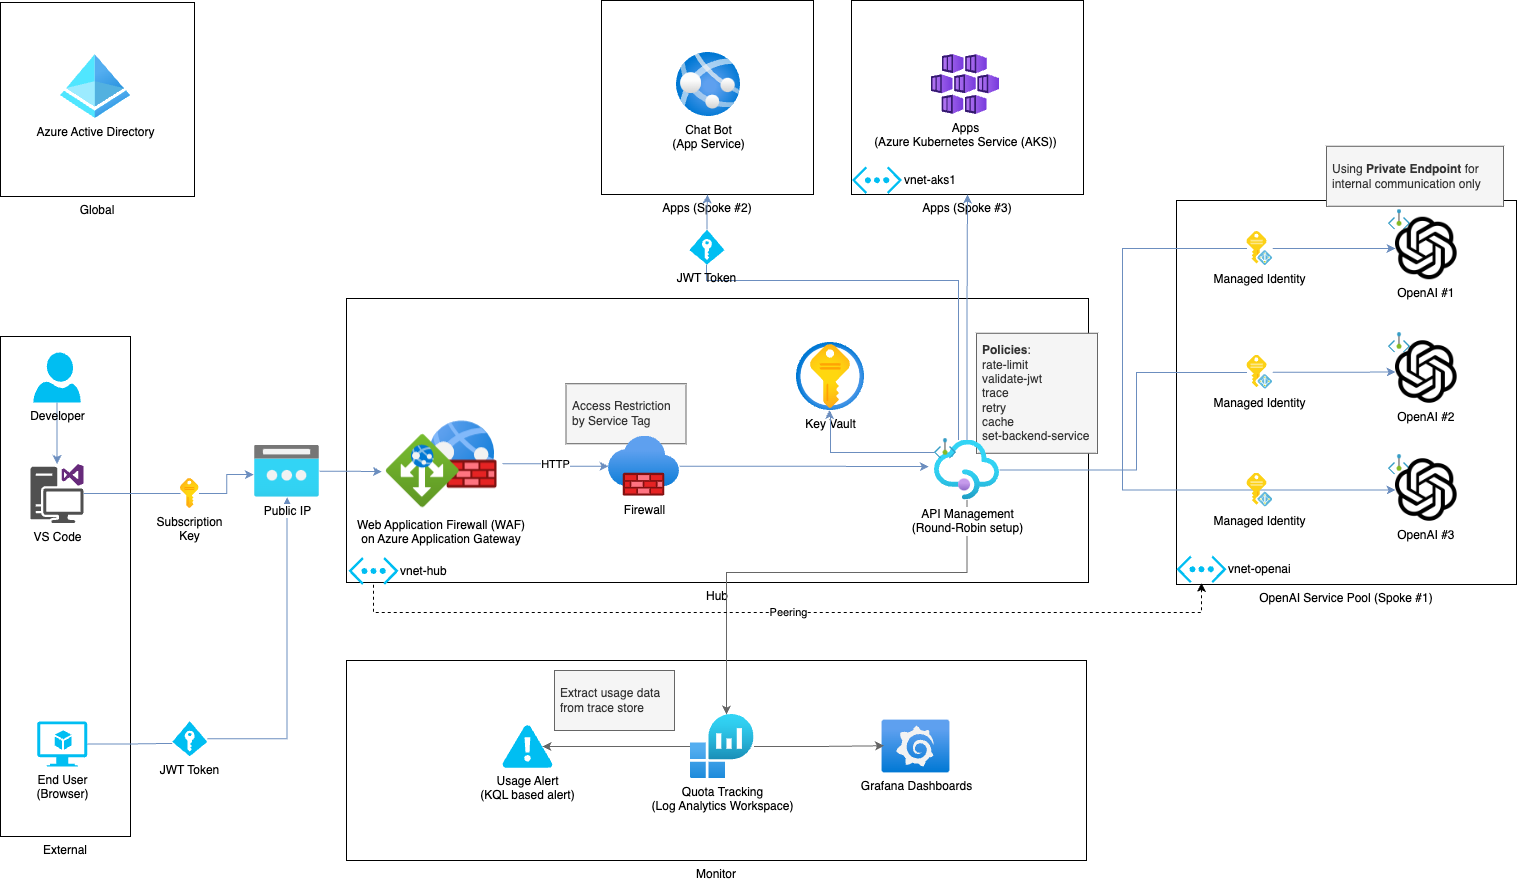 Azure Active Directory
Global
Chat Bot
(App Service)
Apps (Spoke #2)
JWT Token
Apps
(Azure Kubernetes Service (AKS))
vnet-aks1
Apps (Spoke #3)
Using Private Endpoint for
internal communication only
Managed Identity
OpenAI #1
Managed Identity
OpenAI #2
Managed Identity
OpenAI #3
vnet-openai
OpenAI Service Pool (Spoke #1)
Developer
VS Code
Subscription
Key
Public IP
End User
(Browser)
JWT Token
External
Web Application Firewall (WAF)
on Azure Application Gateway
HTTP
Access Restriction
by Service Tag
Firewall
Key Vault
Policies:
rate-limit
validate-jwt
trace
retry
cache
set-backend-service
API Management
(Round-Robin setup)
vnet-hub
Hub
Peering
Extract usage data
from trace store
Usage Alert
(KQL based alert)
Quota Tracking
(Log Analytics Workspace)
Grafana Dashboards
Monitor